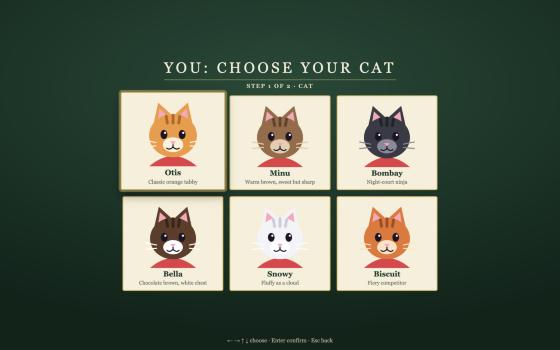 YOU: CHOOSE YOUR CAT
STEP 1 OF 2 · CAT
Otis
Classic orange tabby
Minu
Warm brown, sweet but sharp
Bombay
Night-court ninja
Bella
Chocolate brown, white chest
Snowy
Fluffy as a cloud
Biscuit
Fiery competitor
← → ↑ ↓ choose · Enter confirm · Esc back